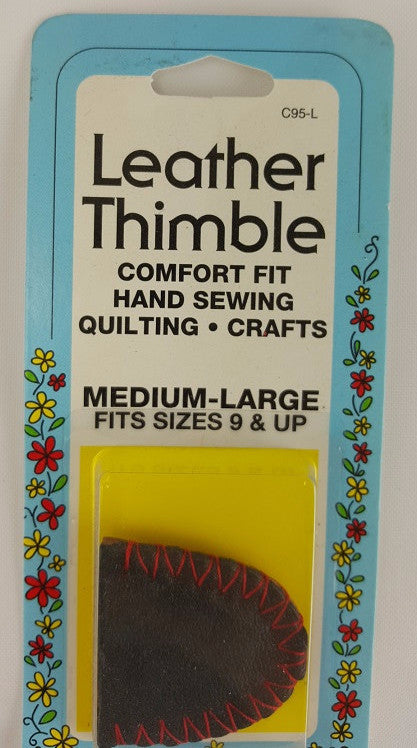 C95-L
Leather
Thimble
COMFORT FIT
HAND SEWING
QUILTING • CRAFTS
MEDIUM-LARGE
FITS SIZES 9 & UP